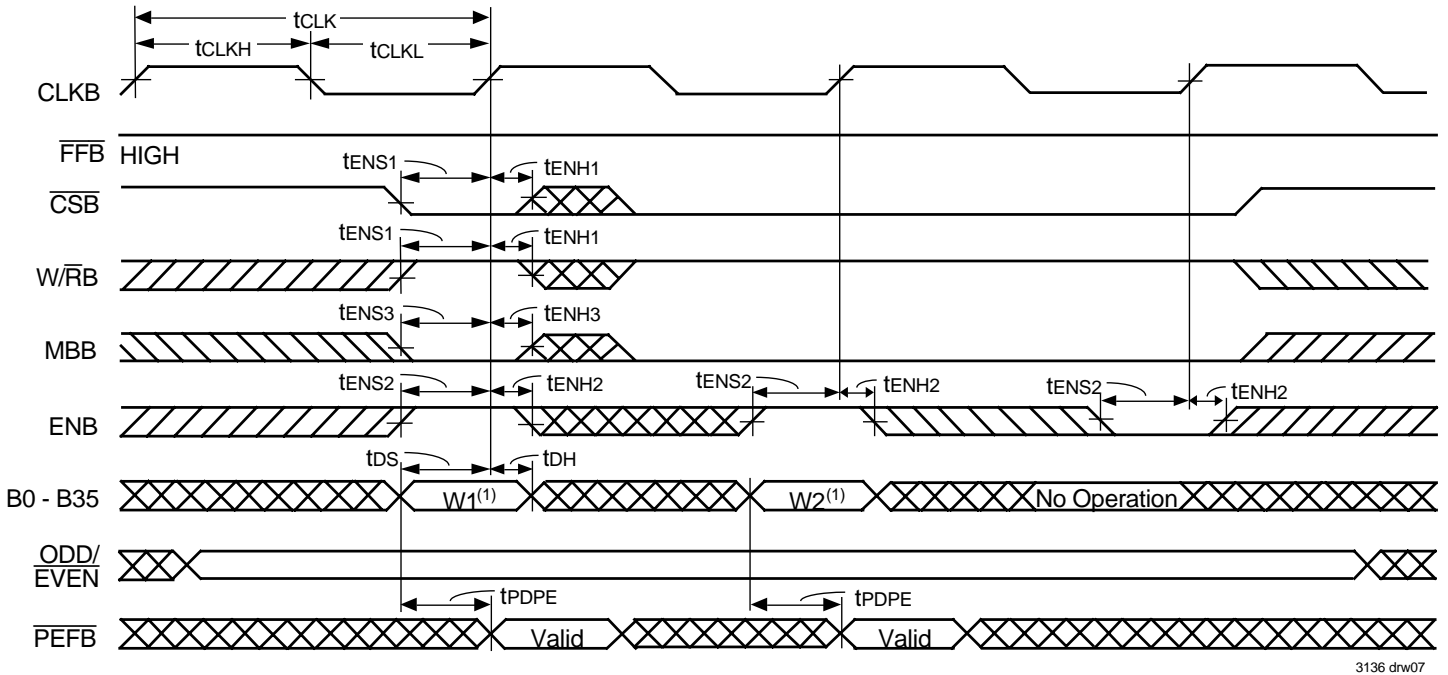 tCLK
tCLKH tCLKL
CLKB
FFB HIGH
tENS1 tENH1
CSB
tENS1 tENH1
W/RB
tENS3 tENH3
MBB
tENS2 tENH2 tENS2 tENH2 tENS2 tENH2
ENB
tDS tDH
B0 - B35 W1(1) W2(1) No Operation
ODD/
EVEN
tPDPE tPDPE
PEFB Valid Valid
3136 drw07